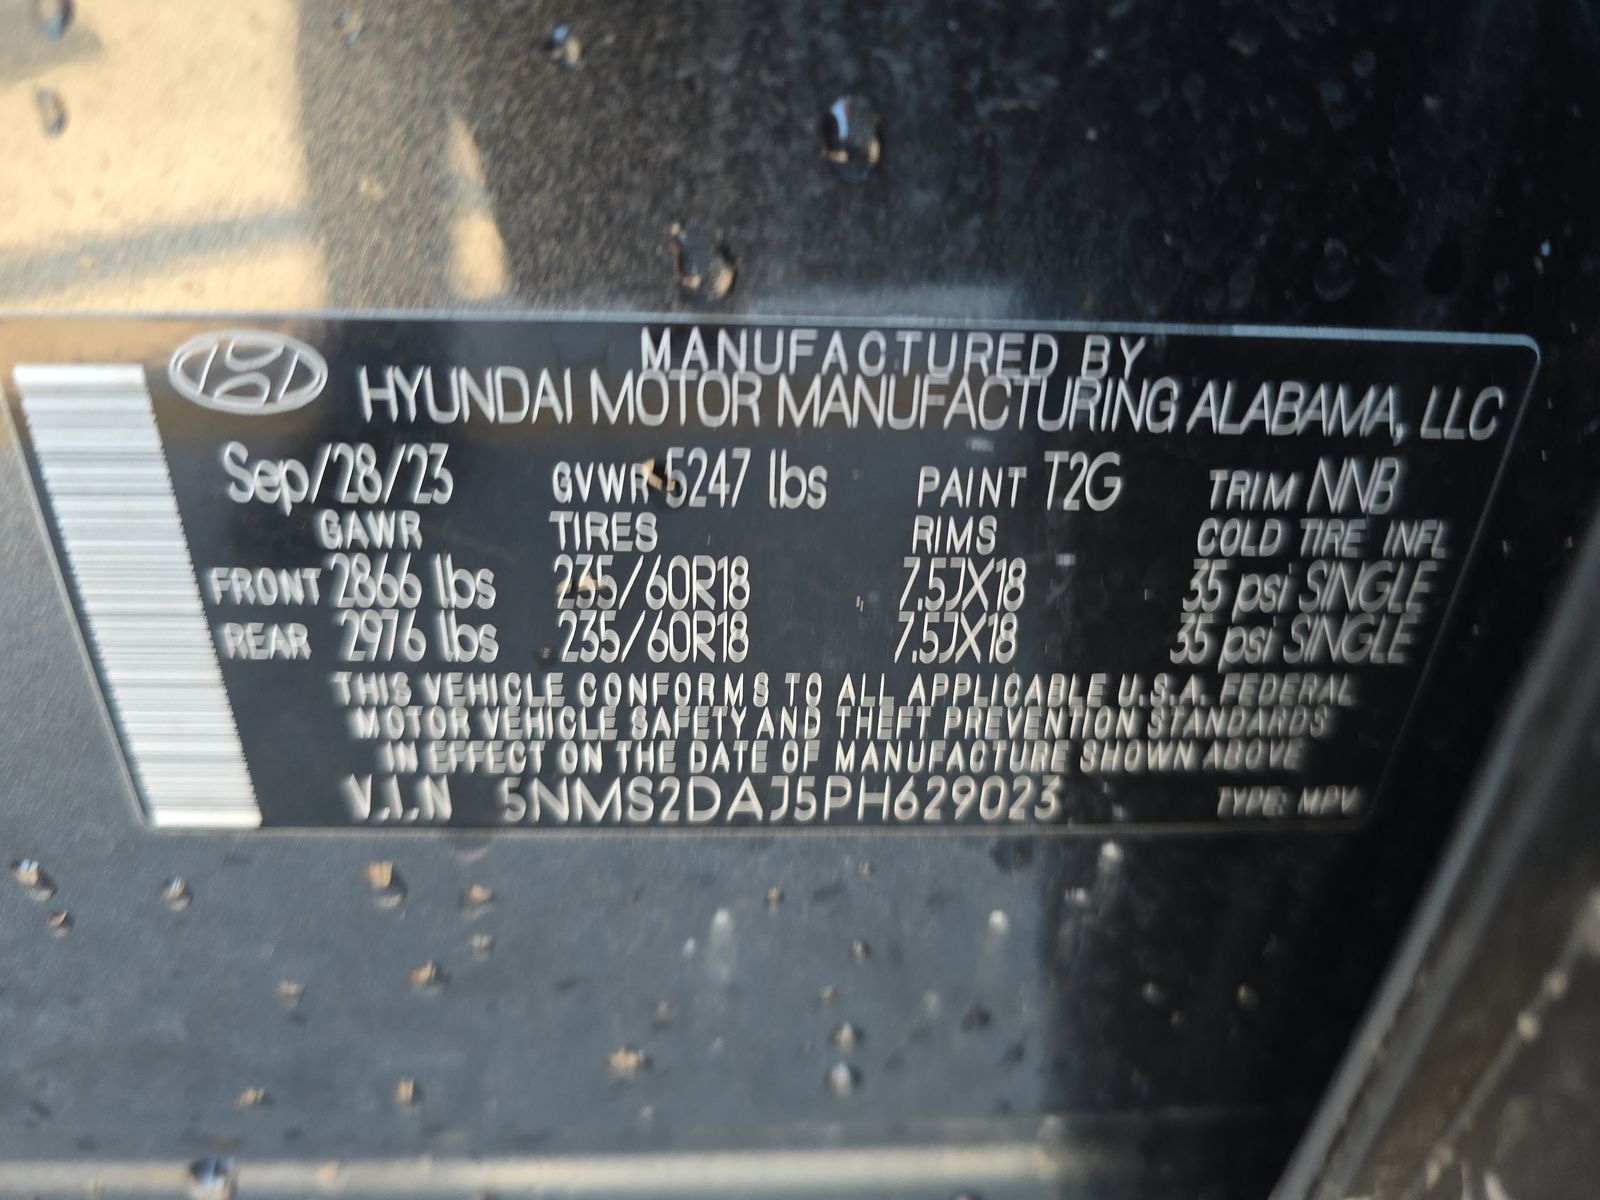 MANUFACTURED BY
HYUNDAI MOTOR MANUFACTURING ALABAMA, LLC
Sep/28/23 GVWR 5247 lbs PAINT T2G TRIM NNB
GAWR TIRES RIMS COLD TIRE INFL
FRONT 2866 lbs 235/60R18 7.5JX18 35 psi SINGLE
REAR 2976 lbs 235/60R18 7.5JX18 35 psi SINGLE
THIS VEHICLE CONFORMS TO ALL APPLICABLE U.S.A. FEDERAL
MOTOR VEHICLE SAFETY AND THEFT PREVENTION STANDARDS
IN EFFECT ON THE DATE OF MANUFACTURE SHOWN ABOVE
V.I.N 5NMS2DAJ5PH629023 TYPE: MPV